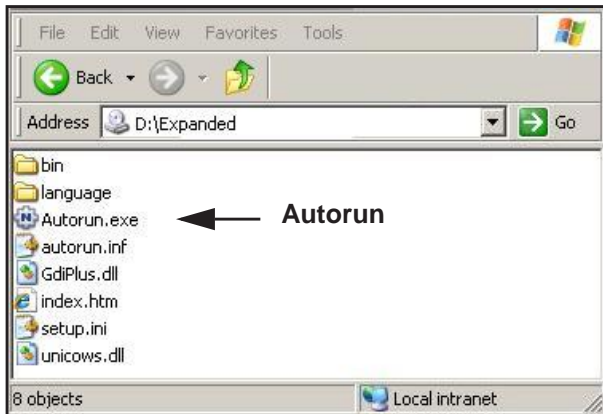 File Edit View Favorites Tools
Back
Address D:\Expanded Go
bin
language
Autorun.exe Autorun
autorun.inf
GdiPlus.dll
index.htm
setup.ini
unicows.dll
8 objects Local intranet